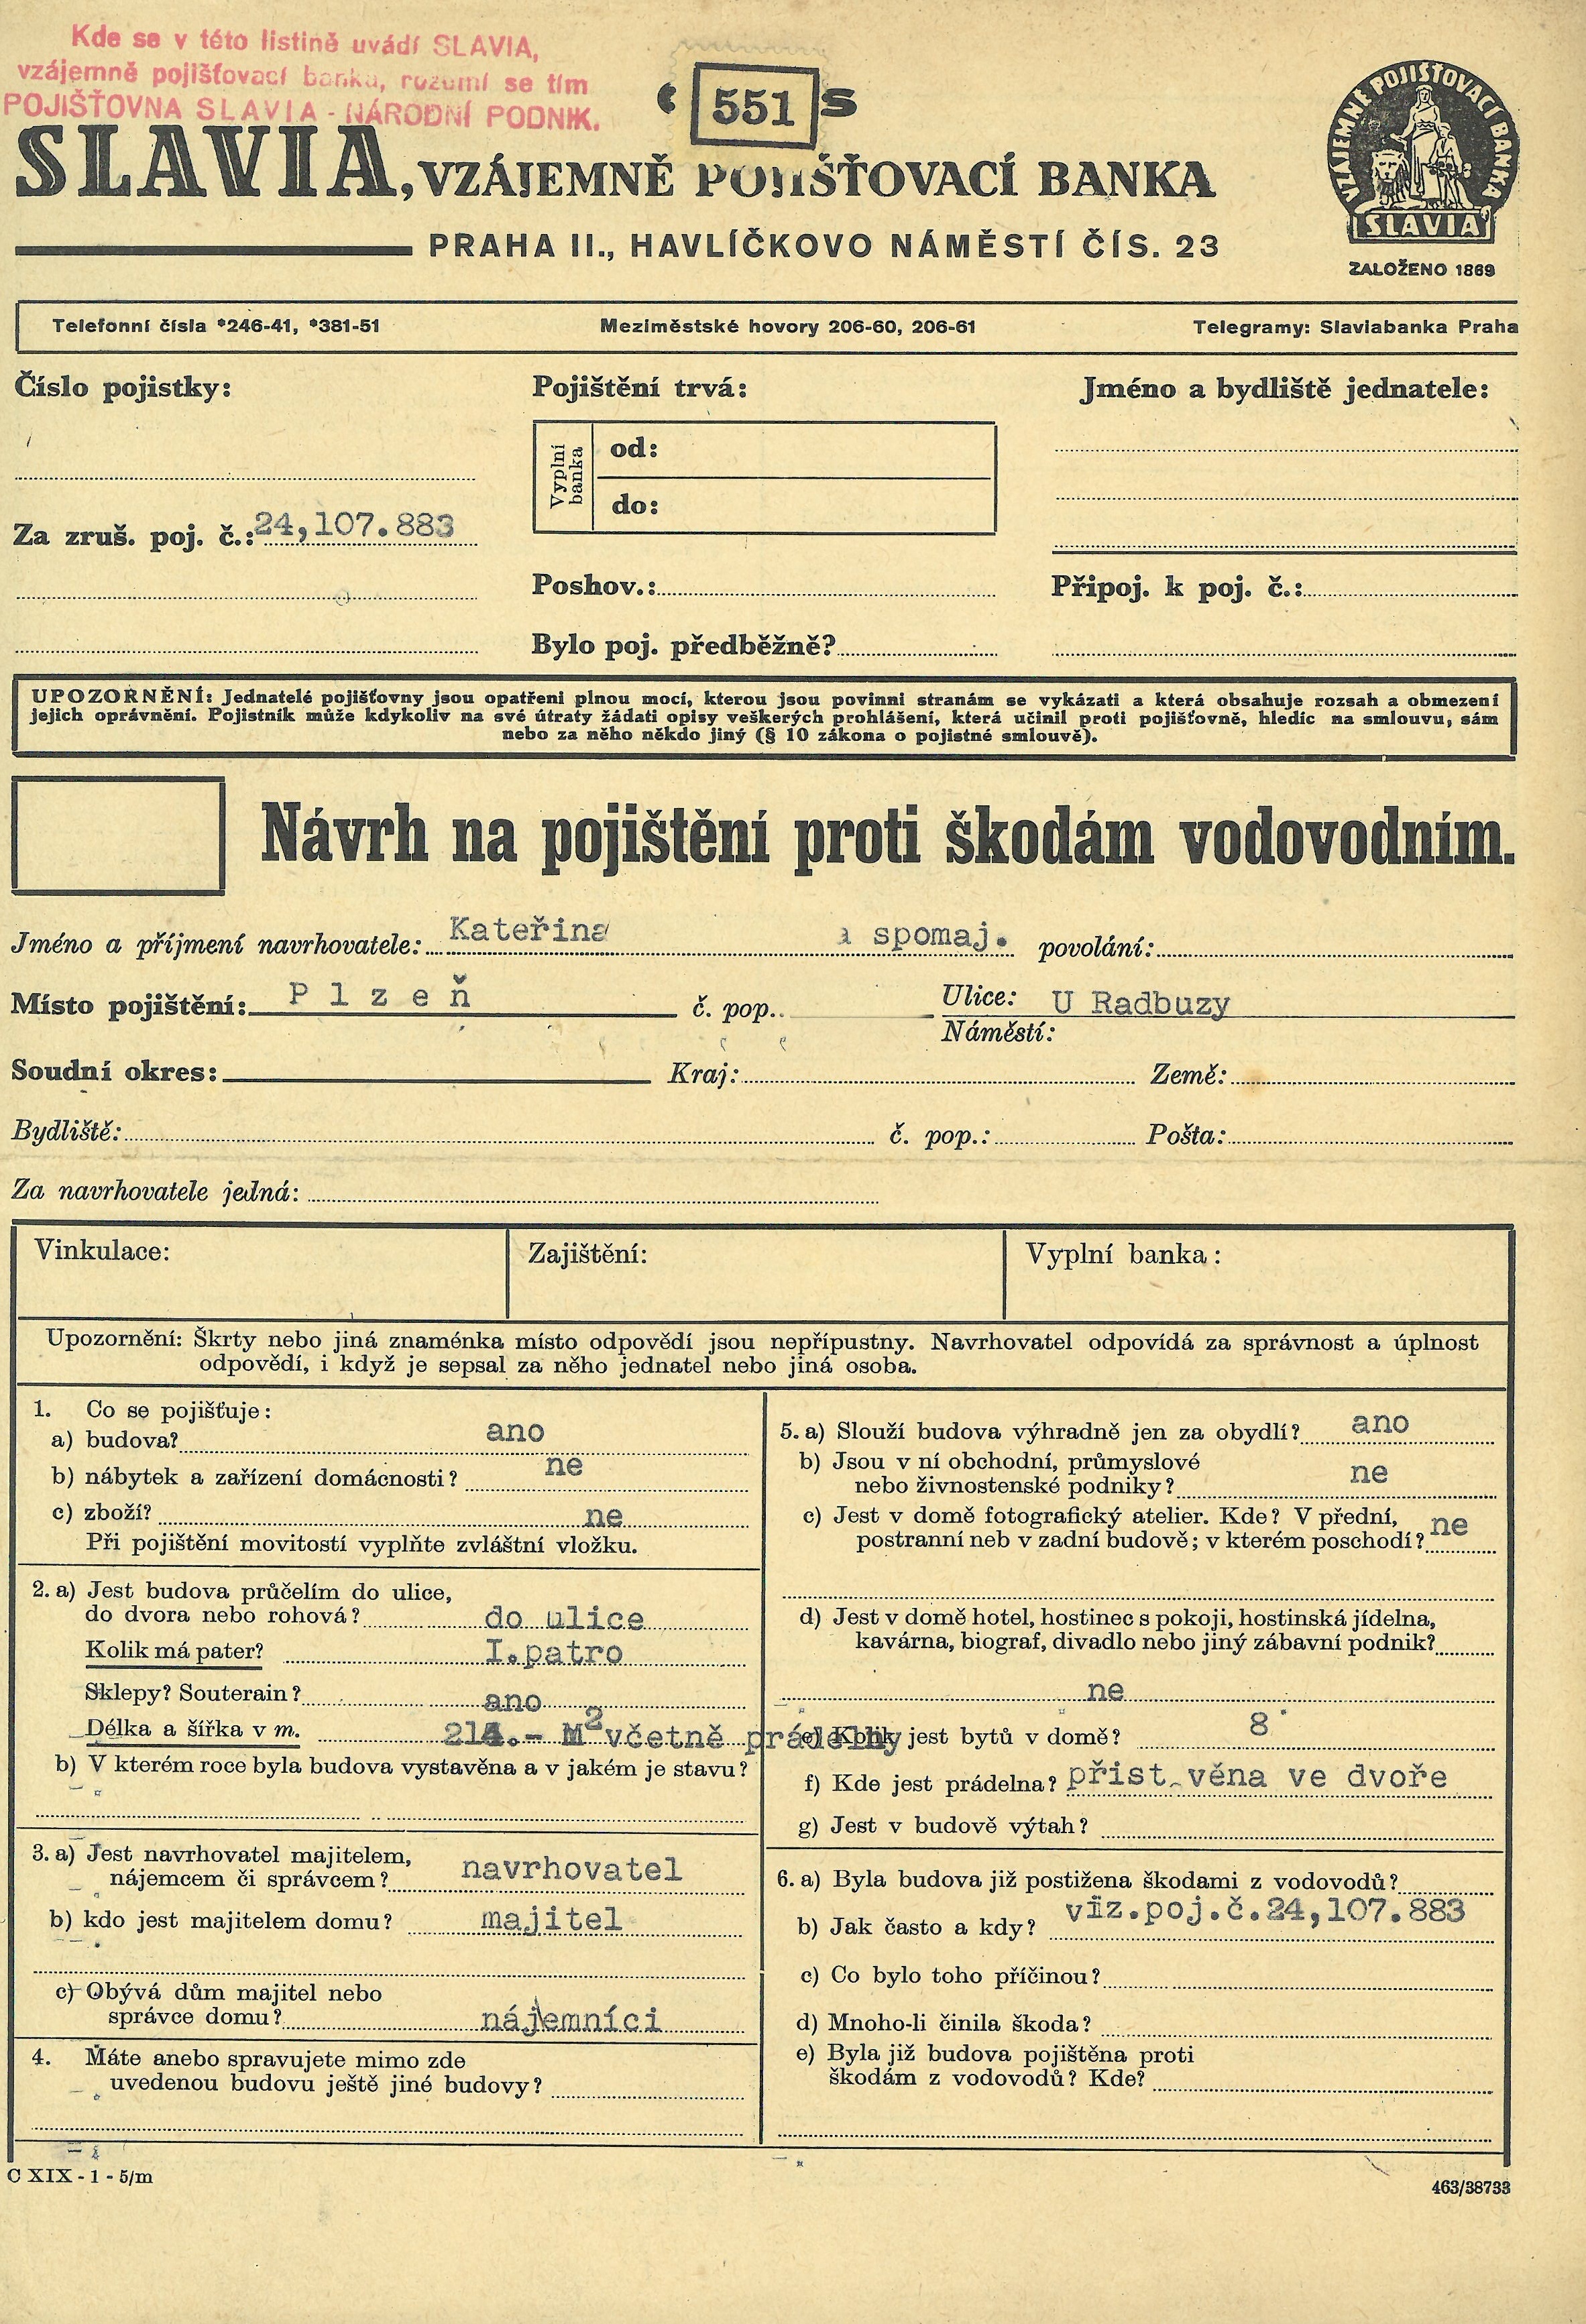 Kde se v této listině uvádí SLAVIA,
vzájemně pojišťovací banka, rozumí se tím
POJIŠŤOVNA SLAVIA - NÁRODNÍ PODNIK.
551 S
SLAVIA, VZÁJEMNĚ POJIŠŤOVACÍ BANKA
PRAHA II., HAVLÍČKOVO NÁMĚSTÍ ČÍS. 23
VZÁJEMNĚ POJIŠŤOVACÍ BANKA
SLAVIA
ZALOŽENO 1869
Telefonní čísla *246-41, *381-51 Meziměstské hovory 206-60, 206-61 Telegramy: Slaviabanka Praha
Číslo pojistky: Pojištění trvá: Jméno a bydliště jednatele:
Vyplní banka
od:
do:
Za zruš. poj. č.: 24,107.883
Poshov.: Připoj. k poj. č.:
Bylo poj. předběžně?
UPOZORNĚNÍ: Jednatelé pojišťovny jsou opatřeni plnou mocí, kterou jsou povinni stranám se vykázati a která obsahuje rozsah a obmezení
jejich oprávnění. Pojistník může kdykoliv na své útraty žádati opisy veškerých prohlášení, která učinil proti pojišťovně, hledíc na smlouvu, sám
nebo za něho někdo jiný (§ 10 zákona o pojistné smlouvě).
Návrh na pojištění proti škodám vodovodním.
Jméno a příjmení navrhovatele: Kateřina a spomaj. povolání:
Místo pojištění: Plzeň č. pop. Ulice: U Radbuzy
Náměstí:
Soudní okres: Kraj: Země:
Bydliště: č. pop.: Pošta:
Za navrhovatele jedná:
Vinkulace: Zajištění: Vyplní banka:
Upozornění: Škrty nebo jiná znaménka místo odpovědí jsou nepřípustny. Navrhovatel odpovídá za správnost a úplnost
odpovědí, i když je sepsal za něho jednatel nebo jiná osoba.
1. Co se pojišťuje:
a) budova? ano
b) nábytek a zařízení domácnosti? ne
c) zboží? ne
Při pojištění movitostí vyplňte zvláštní vložku.
2. a) Jest budova průčelím do ulice,
do dvora nebo rohová? do ulice
Kolik má pater? I.patro
Sklepy? Souterain? ano
Délka a šířka v m. 214.- M2 včetně prádelny
b) V kterém roce byla budova vystavěna a v jakém je stavu?
3. a) Jest navrhovatel majitelem,
nájemcem či správcem? navrhovatel
b) kdo jest majitelem domu? majitel
c) Obývá dům majitel nebo
správce domu? nájemníci
4. Máte anebo spravujete mimo zde
uvedenou budovu ještě jiné budovy?
5. a) Slouží budova výhradně jen za obydlí? ano
b) Jsou v ní obchodní, průmyslové
nebo živnostenské podniky? ne
c) Jest v domě fotografický atelier. Kde? V přední,
postranní neb v zadní budově; v kterém poschodí? ne
d) Jest v domě hotel, hostinec s pokoji, hostinská jídelna,
kavárna, biograf, divadlo nebo jiný zábavní podnik?
ne
e) Kolik jest bytů v domě? 8
f) Kde jest prádelna? přist věna ve dvoře
g) Jest v budově výtah?
6. a) Byla budova již postižena škodami z vodovodů?
viz.poj.č.24,107.883
b) Jak často a kdy?
c) Co bylo toho příčinou?
d) Mnoho-li činila škoda?
e) Byla již budova pojištěna proti
škodám z vodovodů? Kde?
C XIX - 1 - 5/m
463/38733